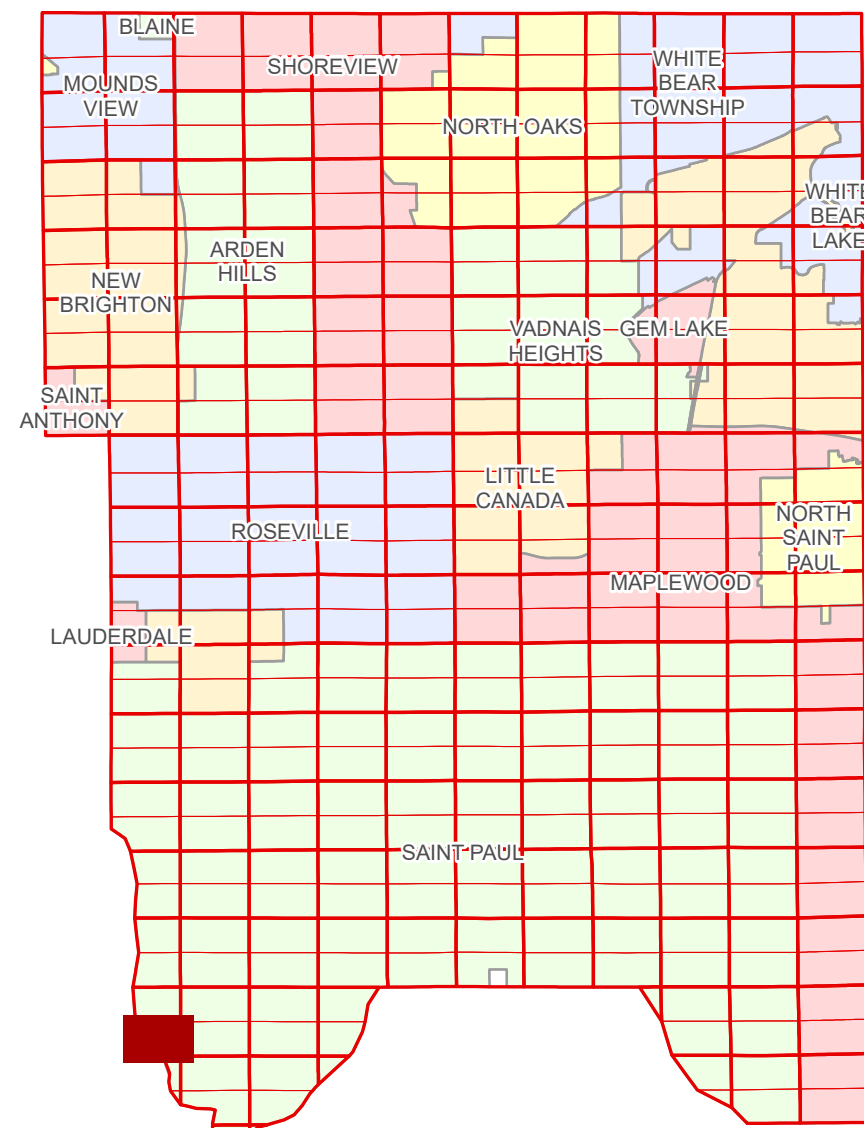 BLAINE
SHOREVIEW
MOUNDS
VIEW
WHITE
BEAR
TOWNSHIP
NORTH OAKS
WHITE
BEAR
LAKE
ARDEN
HILLS
NEW
BRIGHTON
VADNAIS
HEIGHTS
GEM LAKE
SAINT
ANTHONY
LITTLE
CANADA
ROSEVILLE
NORTH
SAINT
PAUL
MAPLEWOOD
LAUDERDALE
SAINT PAUL